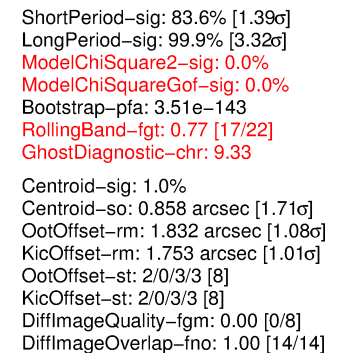 ShortPeriod−sig: 83.6% [1.39σ]
LongPeriod−sig: 99.9% [3.32σ]
ModelChiSquare2−sig: 0.0%
ModelChiSquareGof−sig: 0.0%
Bootstrap−pfa: 3.51e−143
RollingBand−fgt: 0.77 [17/22]
GhostDiagnostic−chr: 9.33
Centroid−sig: 1.0%
Centroid−so: 0.858 arcsec [1.71σ]
OotOffset−rm: 1.832 arcsec [1.08σ]
KicOffset−rm: 1.753 arcsec [1.01σ]
OotOffset−st: 2/0/3/3 [8]
KicOffset−st: 2/0/3/3 [8]
DiffImageQuality−fgm: 0.00 [0/8]
DiffImageOverlap−fno: 1.00 [14/14]